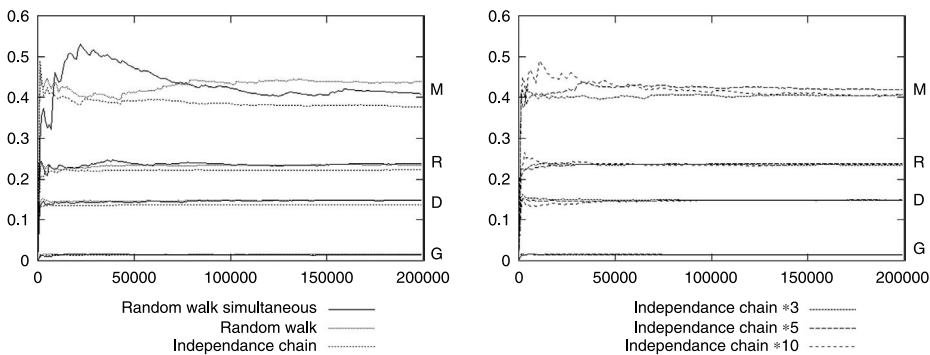 0.6
0.5
0.4
0.3
0.2
0.1
0
M
R
D
G
0 50000 100000 150000 200000
Random walk simultaneous
Random walk
Independance chain
0.6
0.5
0.4
0.3
0.2
0.1
0
M
R
D
G
0 50000 100000 150000 200000
Independance chain *3
Independance chain *5
Independance chain *10